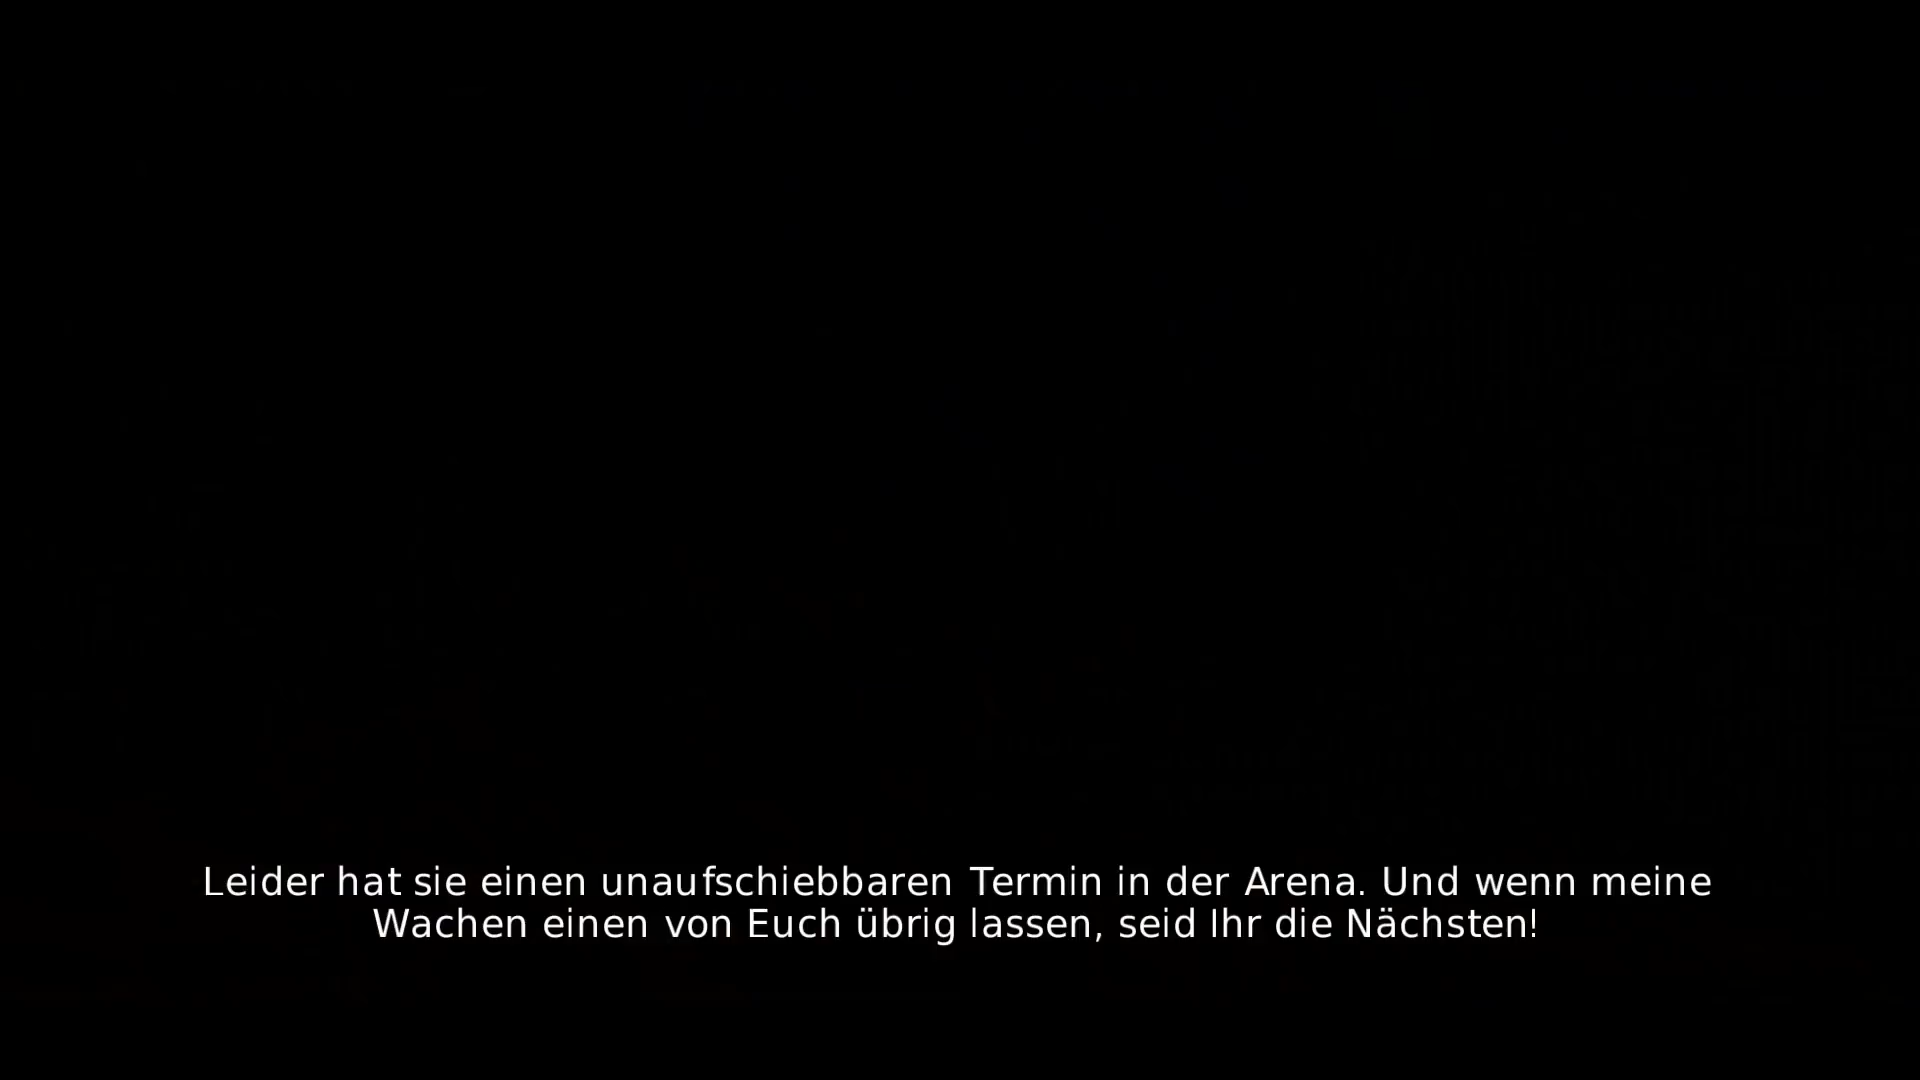 Leider hat sie einen unaufschiebbaren Termin in der Arena. Und wenn meine
Wachen einen von Euch übrig lassen, seid Ihr die Nächsten!